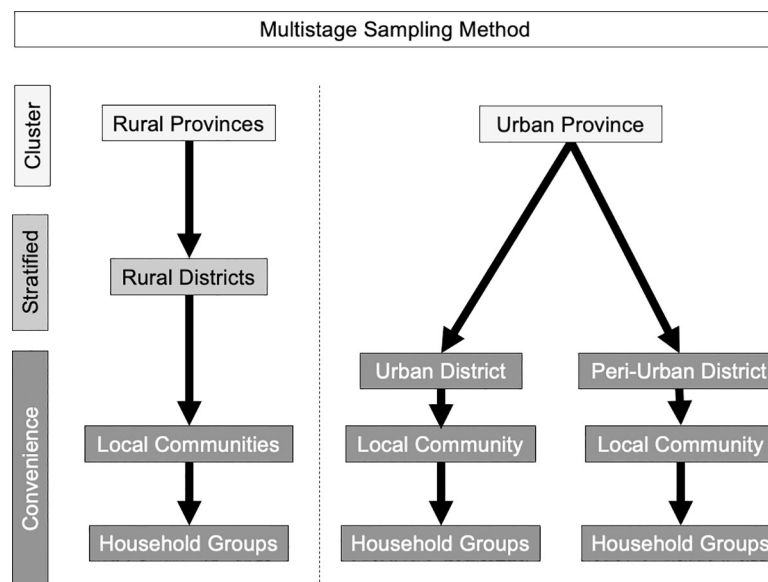 Multistage Sampling Method
Cluster
Rural Provinces
Urban Province
Stratified
Rural Districts
Convenience
Urban District
Peri-Urban District
Local Communities
Local Community
Local Community
Household Groups
Household Groups
Household Groups